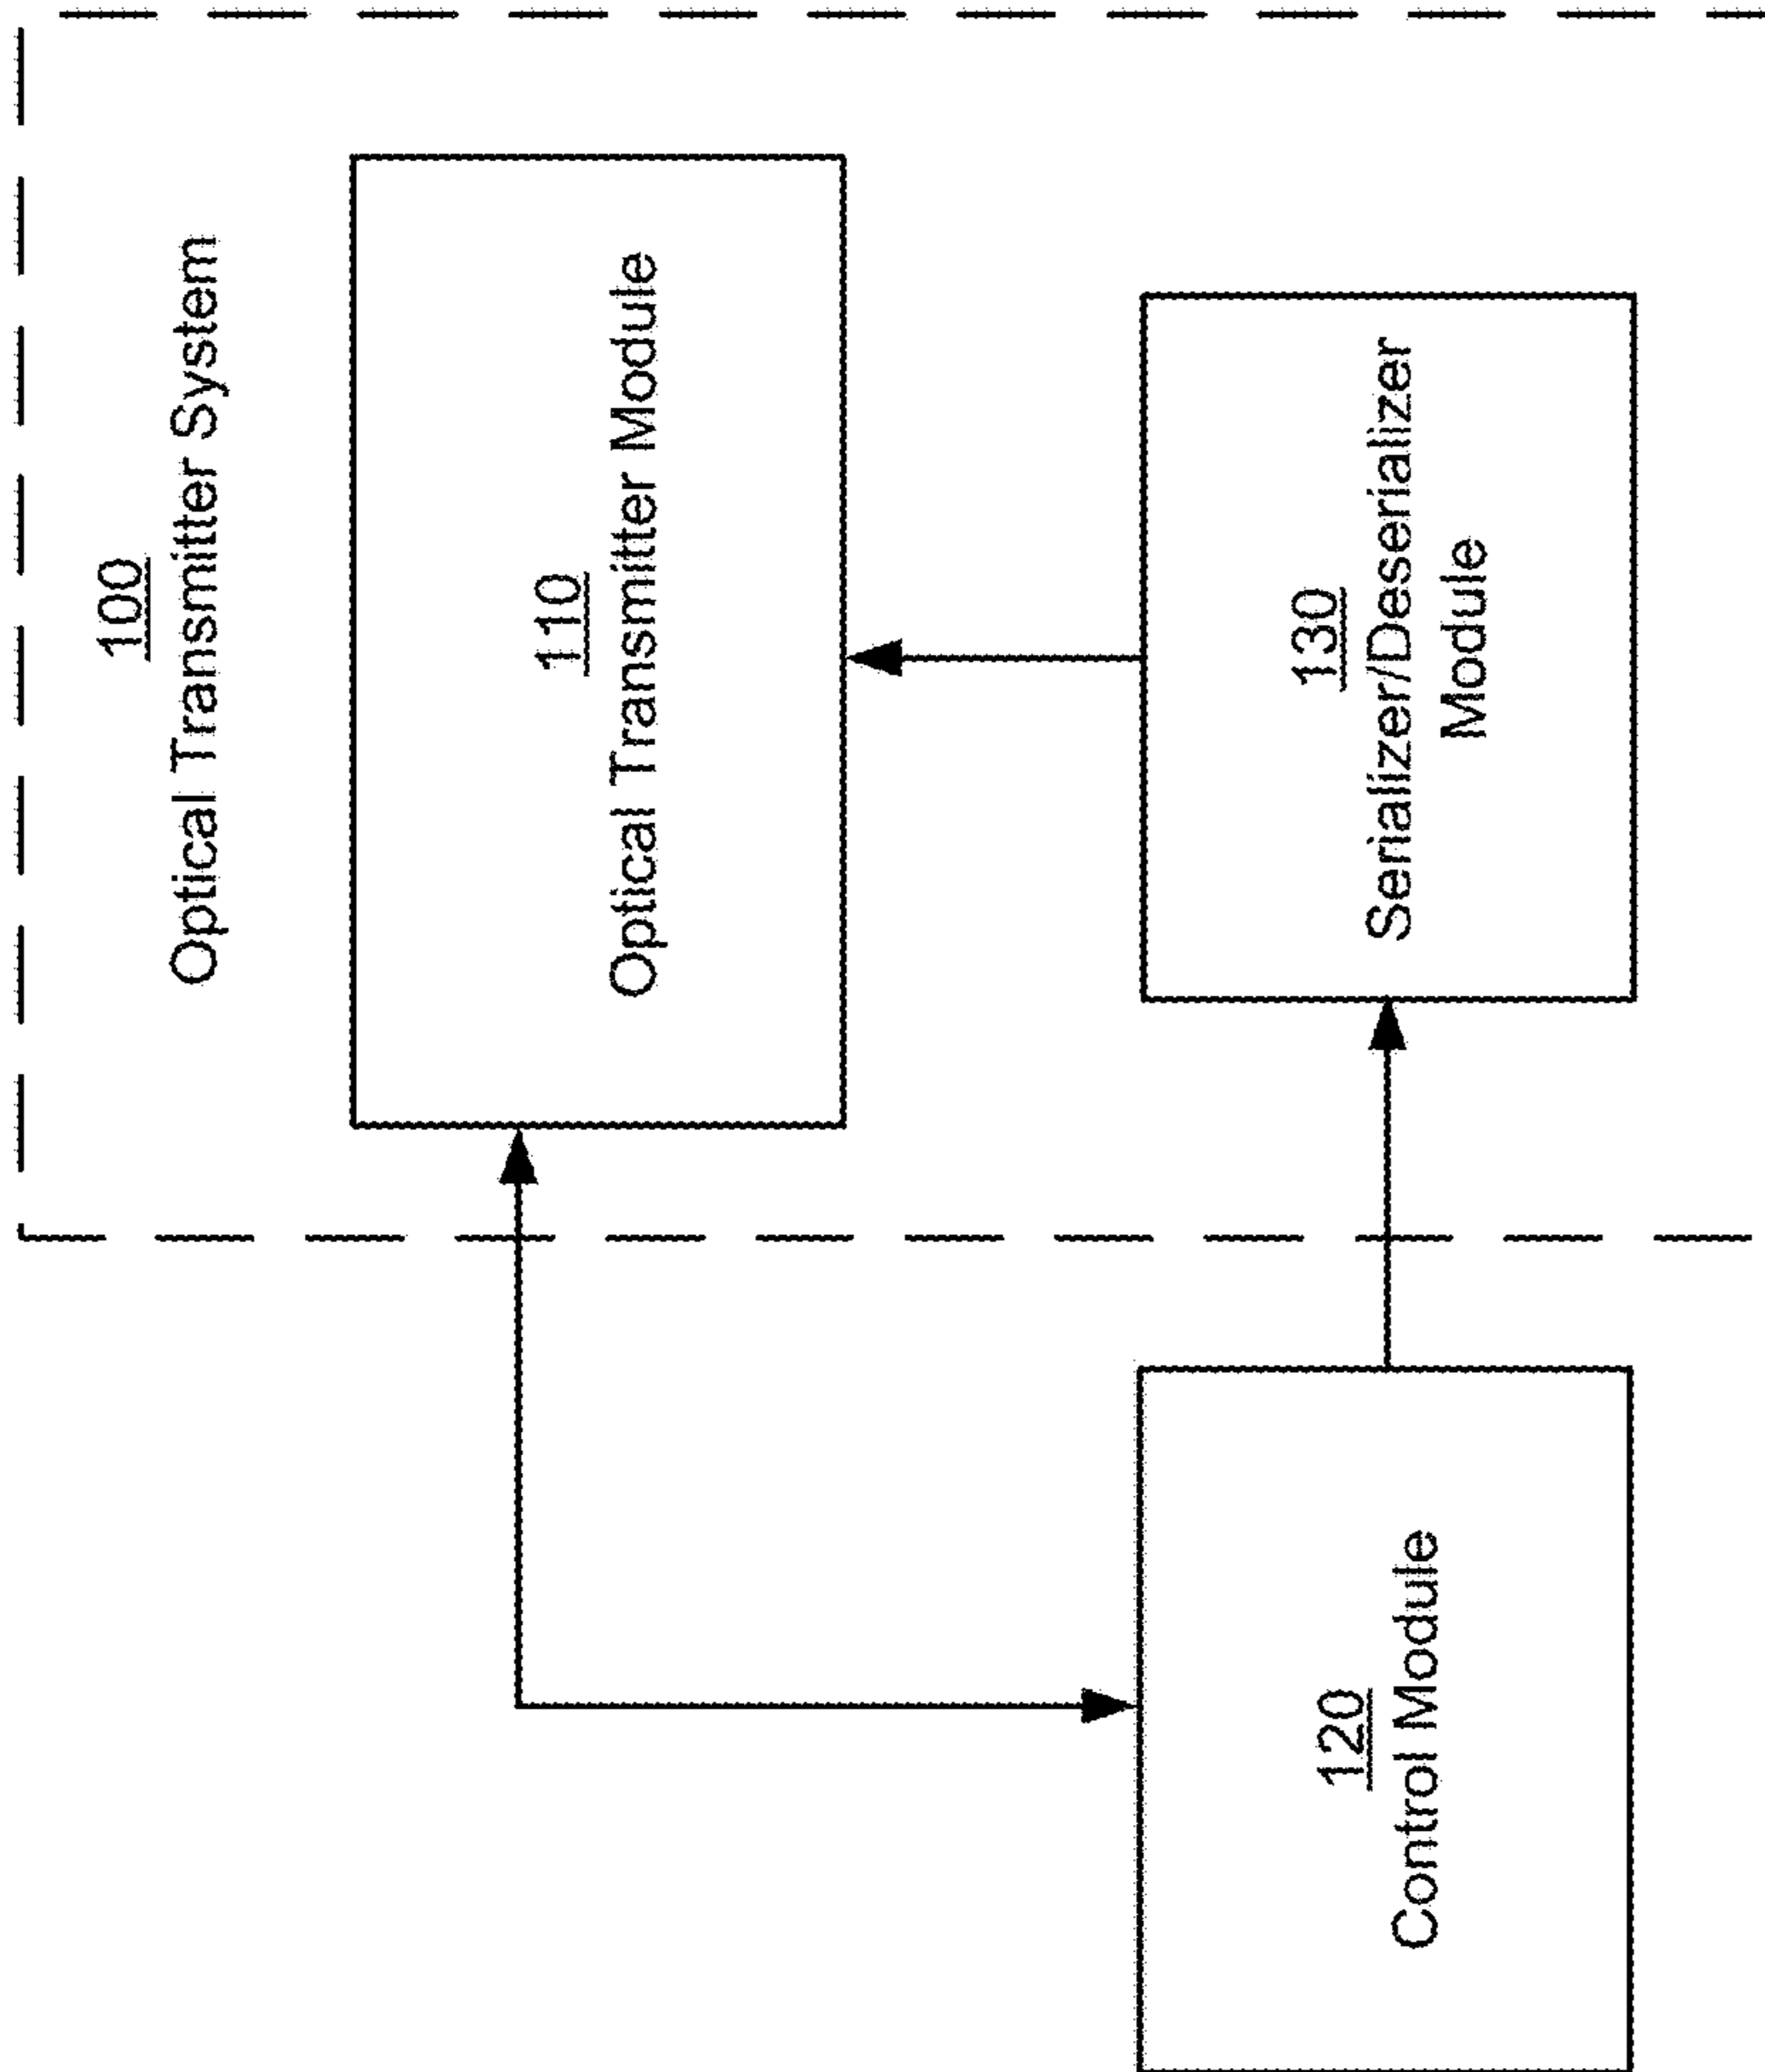 100
Optical Transmitter System
110
Optical Transmitter Module
120
Control Module
130
Serializer/Deserializer
Module